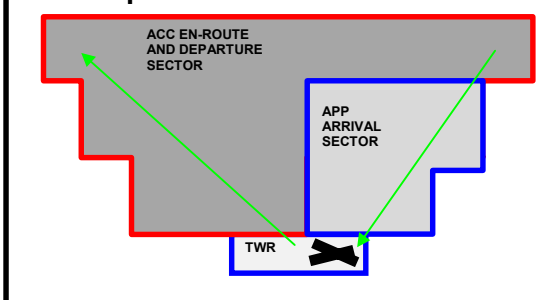 ACC EN-ROUTE
AND DEPARTURE
SECTOR
APP
ARRIVAL
SECTOR
TWR